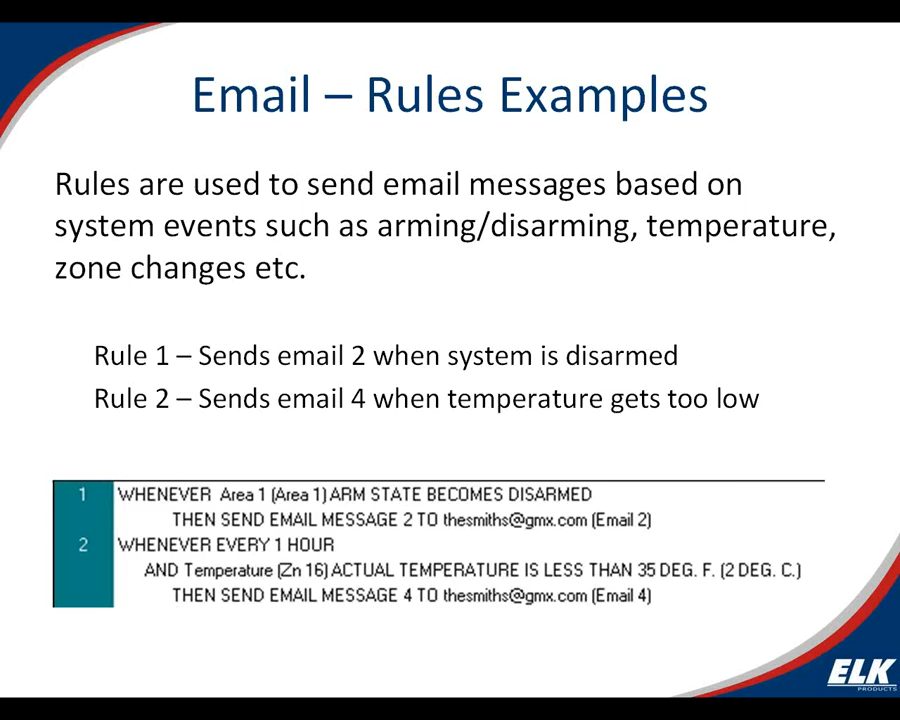 Email – Rules Examples
Rules are used to send email messages based on
system events such as arming/disarming, temperature,
zone changes etc.
Rule 1 – Sends email 2 when system is disarmed
Rule 2 – Sends email 4 when temperature gets too low
1 WHENEVER Area 1 (Area 1) ARM STATE BECOMES DISARMED
THEN SEND EMAIL MESSAGE 2 TO thesmiths@gmx.com (Email 2)
2 WHENEVER EVERY 1 HOUR
AND Temperature (Zn 16) ACTUAL TEMPERATURE IS LESS THAN 35 DEG. F. (2 DEG. C.)
THEN SEND EMAIL MESSAGE 4 TO thesmiths@gmx.com (Email 4)
ELK
PRODUCTS